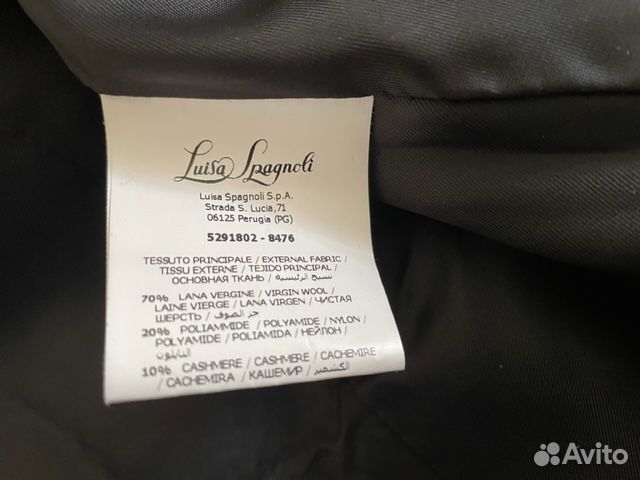 Luisa Spagnoli
Luisa Spagnoli S.p.A.
Strada S. Lucia,71
06125 Perugia (PG)
5291802 - 8476
TESSUTO PRINCIPALE / EXTERNAL FABRIC /
TISSU EXTERNE / TEJIDO PRINCIPAL /
ОСНОВНАЯ ТКАНЬ / نسيج الرئيسية /
70% LANA VERGINE / VIRGIN WOOL /
LAINE VIERGE / LANA VIRGEN / ЧИСТАЯ
ШЕРСТЬ / جز الصوف /
20% POLIAMMIDE / POLYAMIDE / NYLON /
POLYAMIDE / POLIAMIDA / НЕЙЛОН /
النايلون
10% CASHMERE / CASHMERE / CACHEMIRE
/ CACHEMIRA / КАШЕМИР / الكشمير /
Avito